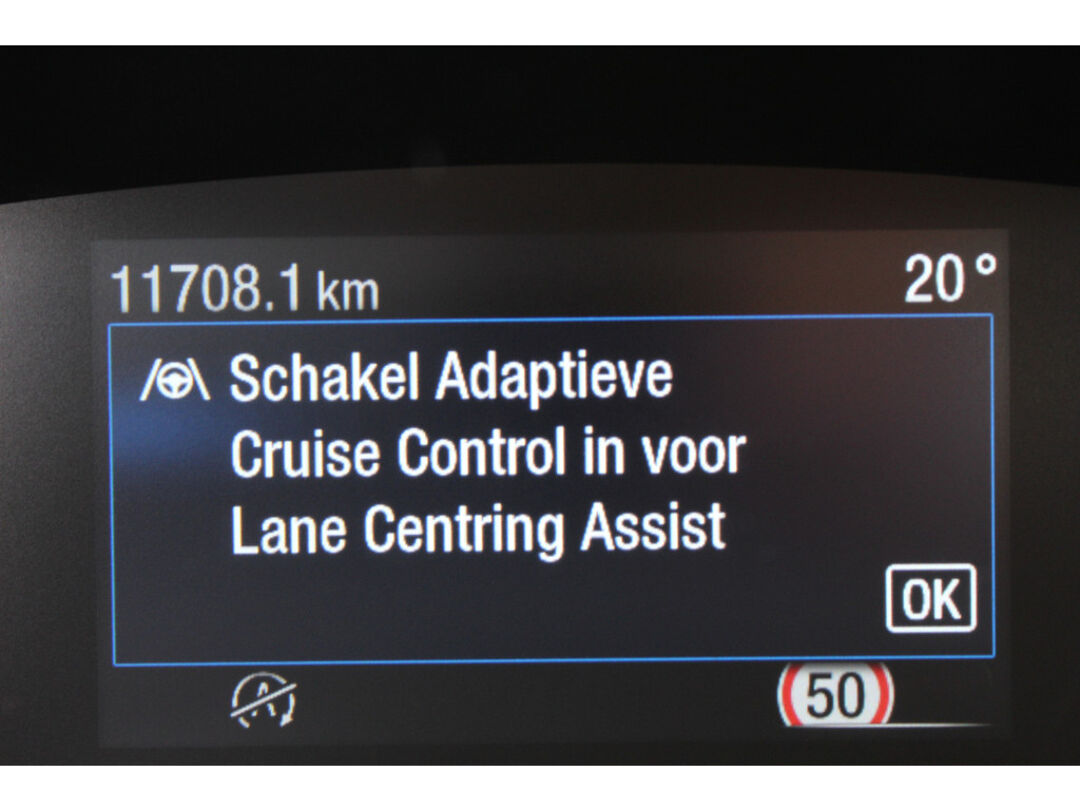 11708.1 km 20°
Schakel Adaptieve
Cruise Control in voor
Lane Centring Assist
OK
50